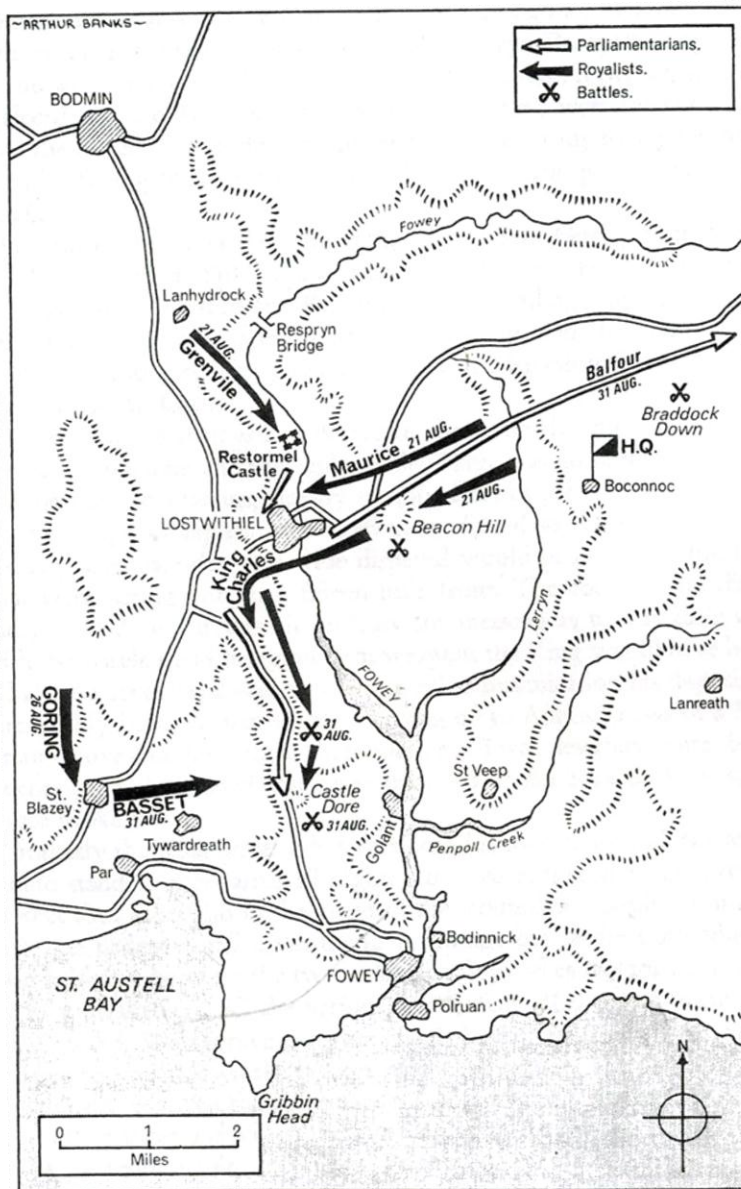 ~ARTHUR BANKS~
Parliamentarians.
Royalists.
Battles.
BODMIN
Fowey
Lanhydrock
Respryn
Bridge
21 AUG.
Grenvile
Balfour
31 AUG.
Braddock
Down
Restormel
Castle
Maurice 21 AUG.
H.Q.
21 AUG.
Boconnoc
LOSTWITHIEL
Beacon Hill
King
Charles
Lerryn
FOWEY
Lanreath
GORING
26 AUG.
31
AUG.
St.
Blazey
BASSET
31 AUG.
Castle
Dore
31 AUG.
St Veep
Tywardreath
Golant
Penpoll Creek
Par
Bodinnick
FOWEY
ST. AUSTELL
BAY
Polruan
Gribbin
Head
N
0 1 2
Miles